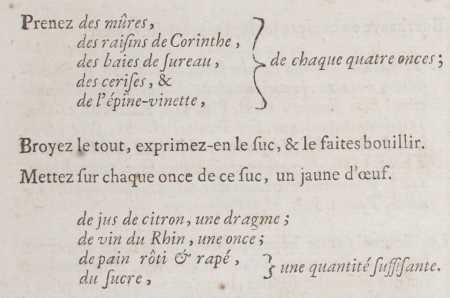 Prenez des mûres,
des raiſins de Corinthe,
des baies de ſureau,
de chaque quatre onces;
des ceriſes, &
de l'épine-vinette,
Broyez le tout, exprimez-en le ſuc, & le faites bouillir.
Mettez ſur chaque once de ce ſuc, un jaune d'œuf.
de jus de citron, une dragme;
de vin du Rhin, une once;
de pain rôti & rapé,
du ſucre,
une quantité ſuffiſante.